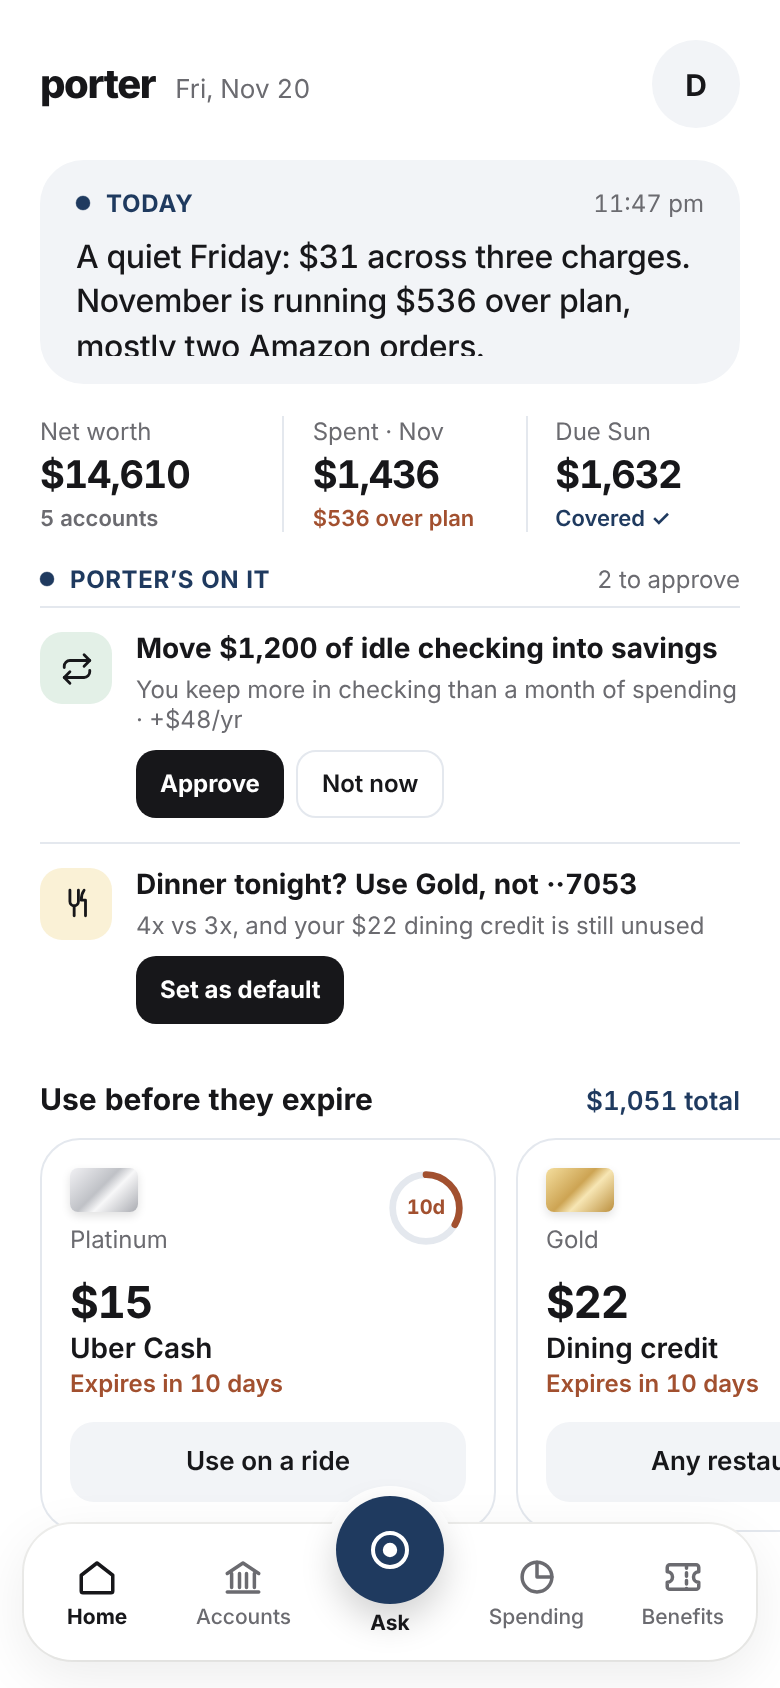 porter Fri, Nov 20 D
TODAY 11:47 pm
A quiet Friday: $31 across three charges.
November is running $536 over plan,
mostly two Amazon orders.
Net worth Spent · Nov Due Sun
$14,610 $1,436 $1,632
5 accounts $536 over plan Covered ✓
PORTER’S ON IT 2 to approve
Move $1,200 of idle checking into savings
You keep more in checking than a month of spending
· +$48/yr
Approve Not now
Dinner tonight? Use Gold, not ··7053
4x vs 3x, and your $22 dining credit is still unused
Set as default
Use before they expire $1,051 total
10d
Platinum Gold
$15 $22
Uber Cash Dining credit
Expires in 10 days Expires in 10 days
Use on a ride Any restau
Home Accounts Ask Spending Benefits